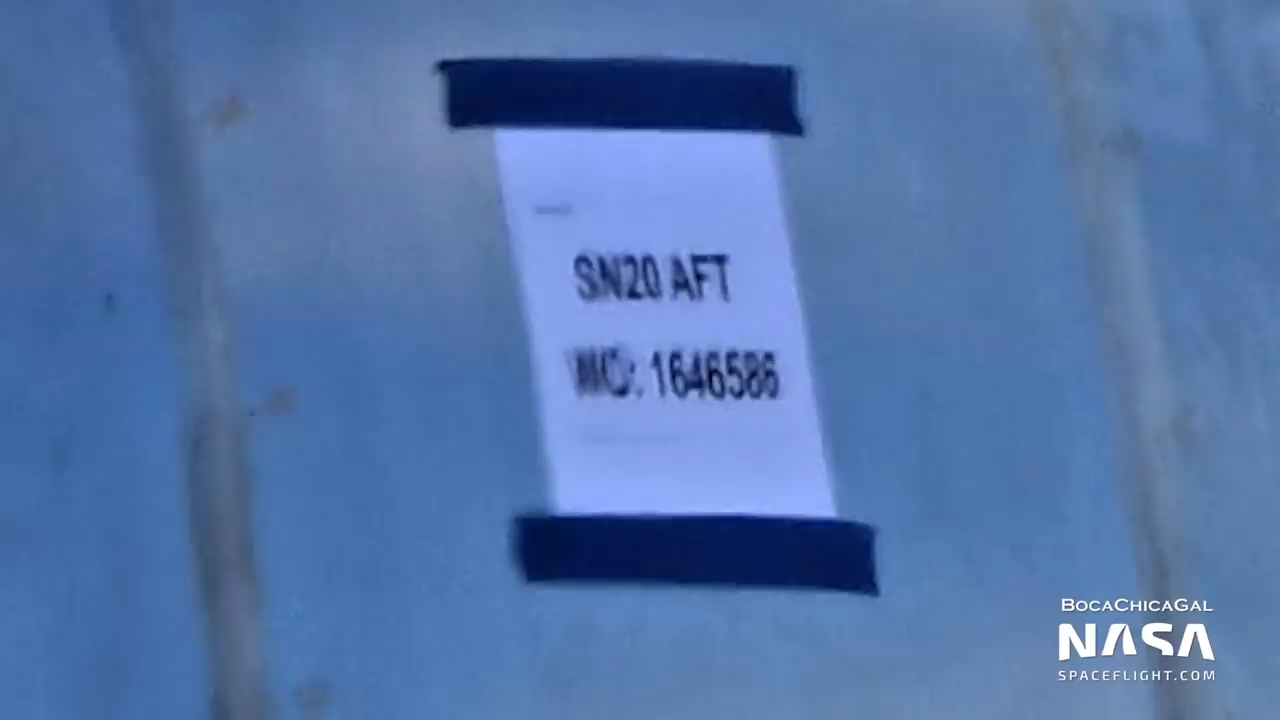 SN20 AFT
WO: 1646586
BOCACHICAGAL
NASA
SPACEFLIGHT.COM